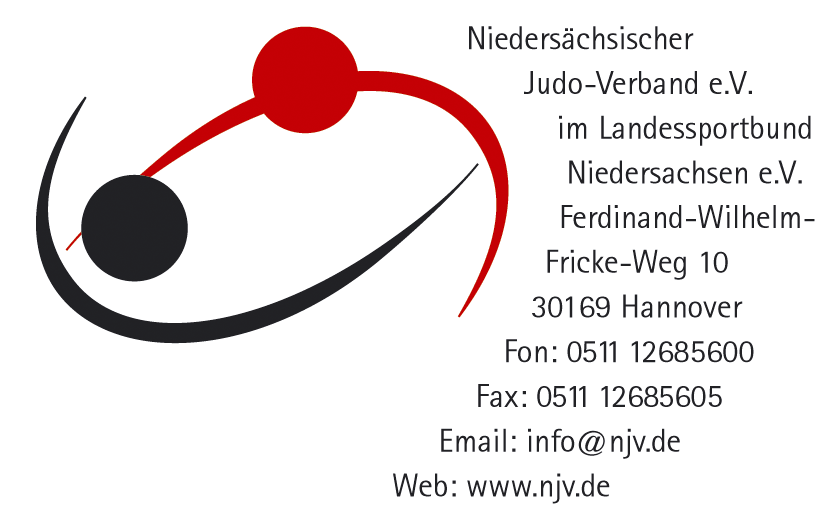 Niedersächsischer
Judo-Verband e.V.
im Landessportbund
Niedersachsen e.V.
Ferdinand-Wilhelm-
Fricke-Weg 10
30169 Hannover
Fon: 0511 12685600
Fax: 0511 12685605
Email: info@njv.de
Web: www.njv.de